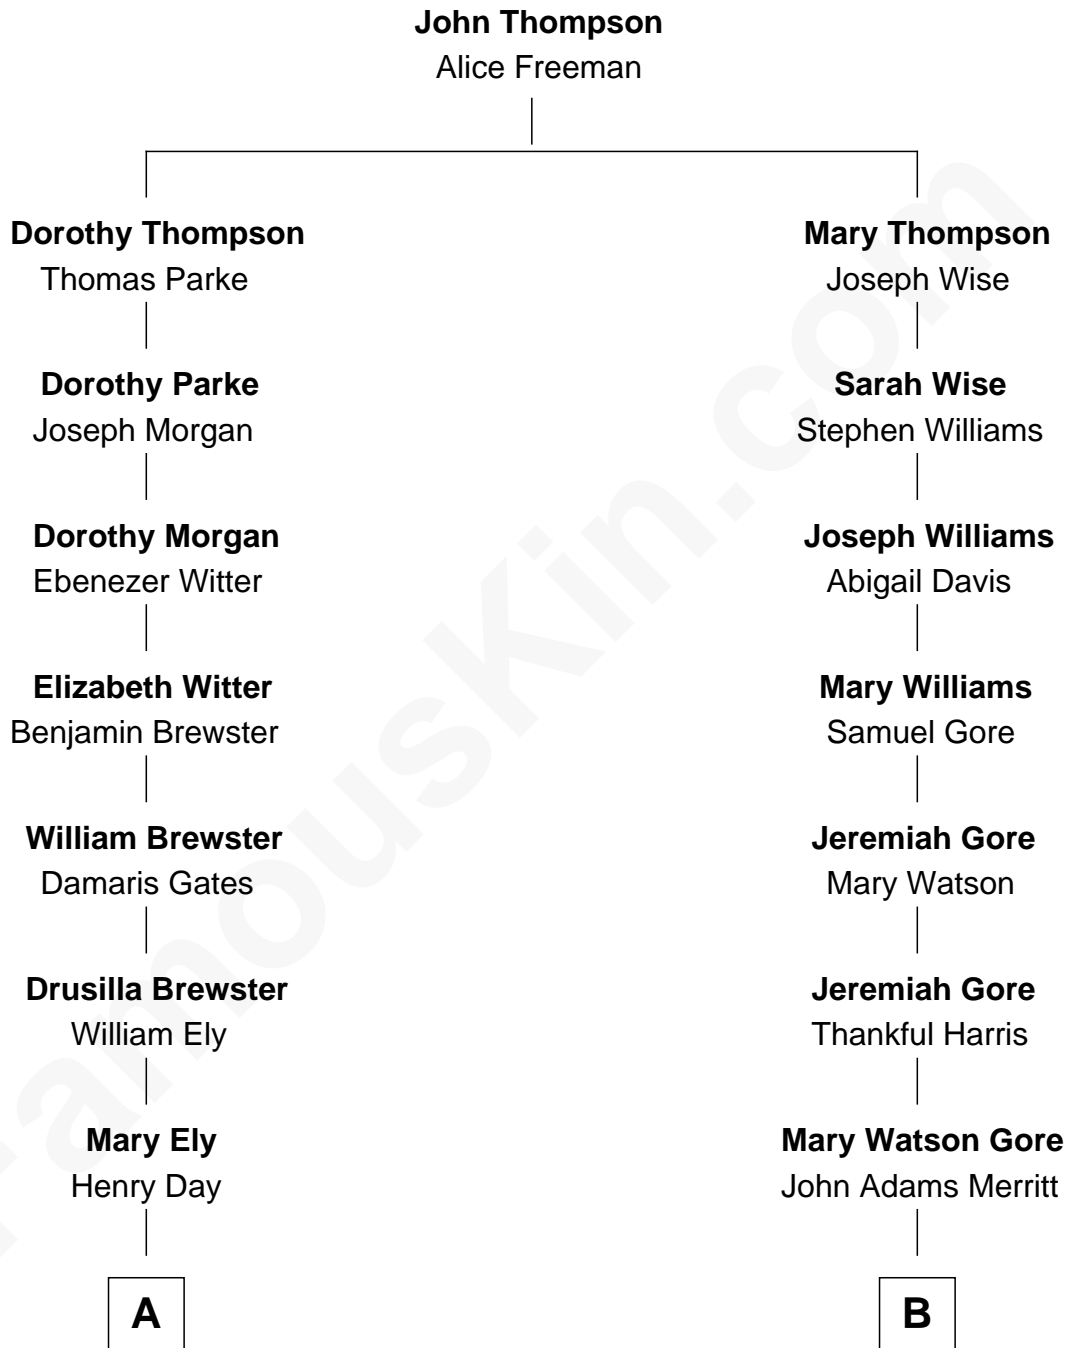 John Thompson
Alice Freeman
Dorothy Thompson
Thomas Parke
Mary Thompson
Joseph Wise
Dorothy Parke
Joseph Morgan
Sarah Wise
Stephen Williams
Dorothy Morgan
Ebenezer Witter
Joseph Williams
Abigail Davis
Elizabeth Witter
Benjamin Brewster
Mary Williams
Samuel Gore
William Brewster
Damaris Gates
Jeremiah Gore
Mary Watson
Drusilla Brewster
William Ely
Jeremiah Gore
Thankful Harris
Mary Ely
Henry Day
Mary Watson Gore
John Adams Merritt
A
B
FamousKin.com